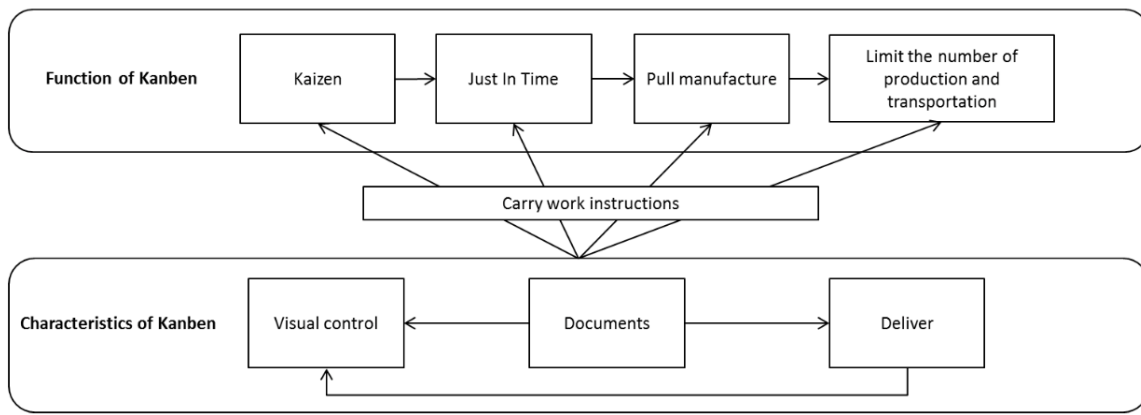 Function of Kanben
Kaizen
Just In Time
Pull manufacture
Limit the number of
production and
transportation
Carry work instructions
Characteristics of Kanben
Visual control
Documents
Deliver